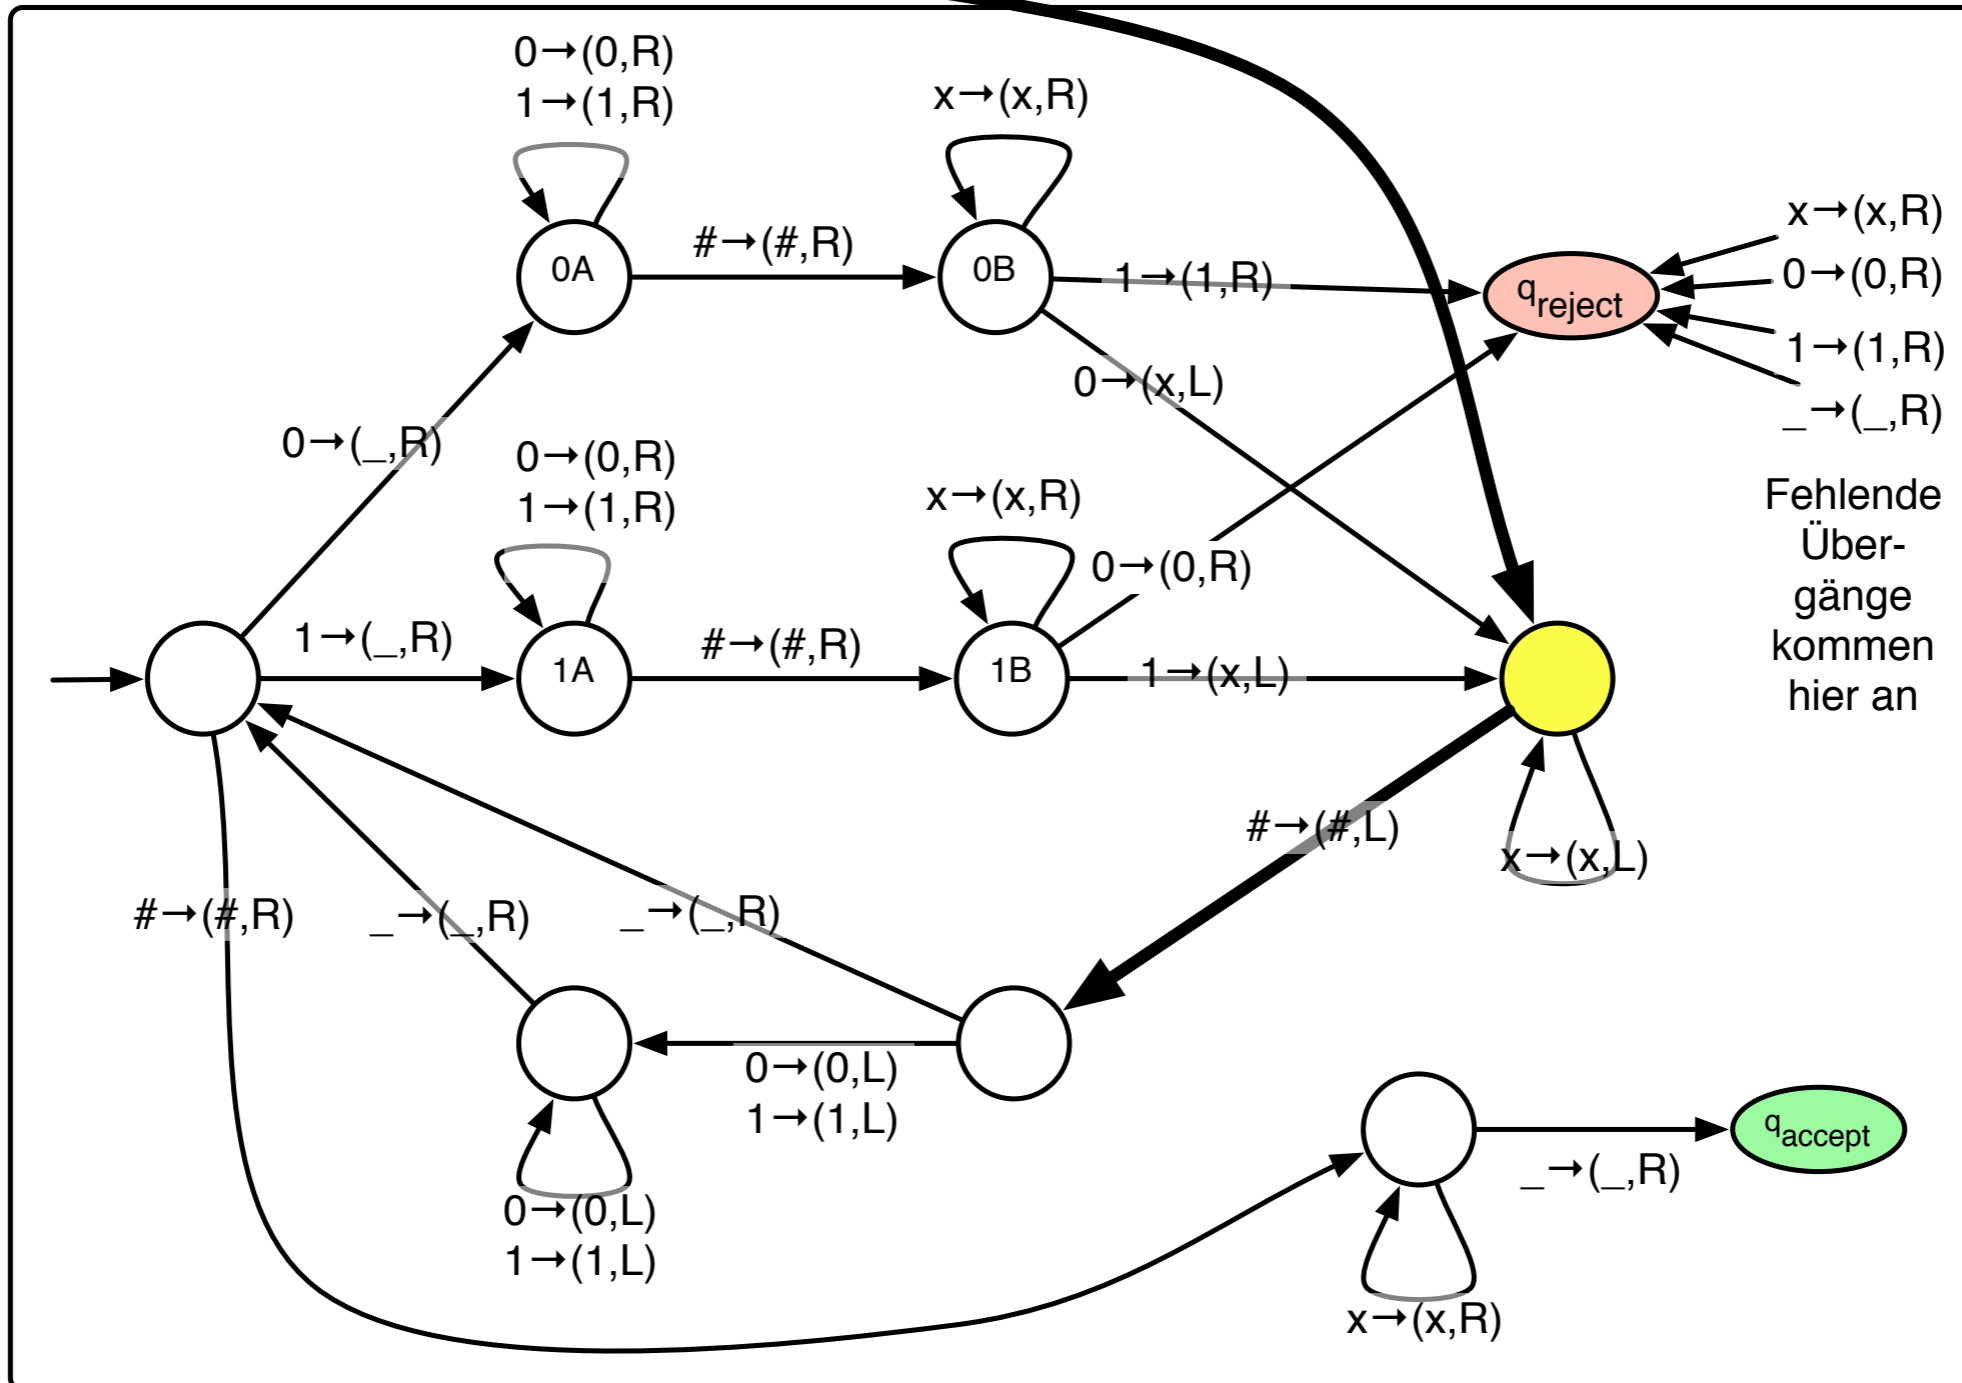 0→(0,R)
1→(1,R)
x→(x,R)
0A
#→(#,R)
0B
1→(1,R)
q reject
x→(x,R)
0→(0,R)
1→(1,R)
_→(_,R)
0→(x,L)
0→(_,R)
0→(0,R)
1→(1,R)
x→(x,R)
0→(0,R)
Fehlende
Über-
gänge
kommen
hier an
1→(_,R)
1A
#→(#,R)
1B
1→(x,L)
#→(#,L)
x→(x,L)
#→(#,R)
_→(_,R)
_→(_,R)
0→(0,L)
1→(1,L)
0→(0,L)
1→(1,L)
_→(_,R)
q accept
x→(x,R)